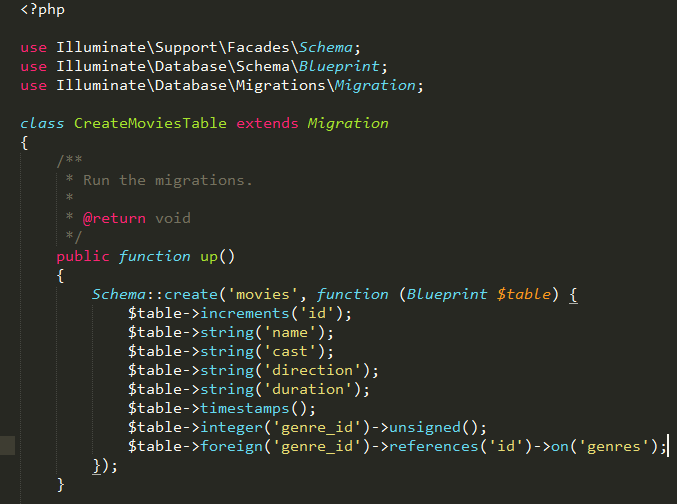 <?php
use Illuminate\Support\Facades\Schema;
use Illuminate\Database\Schema\Blueprint;
use Illuminate\Database\Migrations\Migration;
class CreateMoviesTable extends Migration
{
/**
* Run the migrations.
*
* @return void
*/
public function up()
{
Schema::create('movies', function (Blueprint $table) {
$table->increments('id');
$table->string('name');
$table->string('cast');
$table->string('direction');
$table->string('duration');
$table->timestamps();
$table->integer('genre_id')->unsigned();
$table->foreign('genre_id')->references('id')->on('genres');
});
}